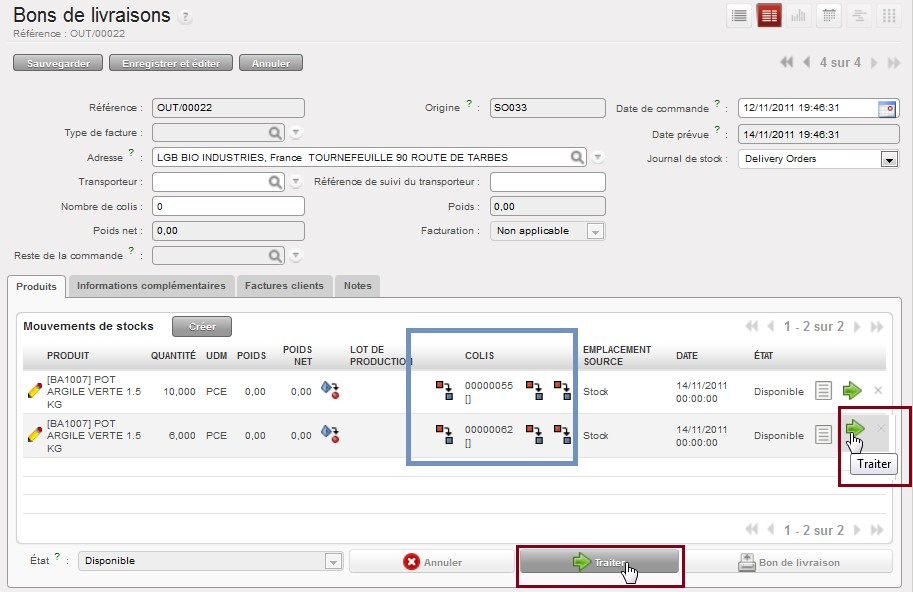 Bons de livraisons ?
Référence : OUT/00022
Sauvegarder Enregistrer et éditer Annuler 4 sur 4
Référence : OUT/00022 Origine ? : SO033 Date de commande ? : 12/11/2011 19:46:31
Type de facture : Date prévue ? : 14/11/2011 19:46:31
Adresse ? : LGB BIO INDUSTRIES, France TOURNEFEUILLE 90 ROUTE DE TARBES Journal de stock : Delivery Orders
Transporteur : Référence de suivi du transporteur :
Nombre de colis : 0 Poids : 0,00
Poids net : 0,00 Facturation : Non applicable
Reste de la commande ? :
Produits Informations complémentaires Factures clients Notes
Mouvements de stocks Créer 1 - 2 sur 2
PRODUIT QUANTITÉ UDM POIDS POIDS NET LOT DE PRODUCTION COLIS EMPLACEMENT SOURCE DATE ÉTAT
[BA1007] POT
ARGILE VERTE 1.5 10,000 PCE 0,00 0,00 00000055 Stock 14/11/2011 Disponible
KG [] 00:00:00
[BA1007] POT
ARGILE VERTE 1.5 6,000 PCE 0,00 0,00 00000062 Stock 14/11/2011 Disponible
KG [] 00:00:00
Traiter
1 - 2 sur 2
État ? : Disponible Annuler Traiter Bon de livraison